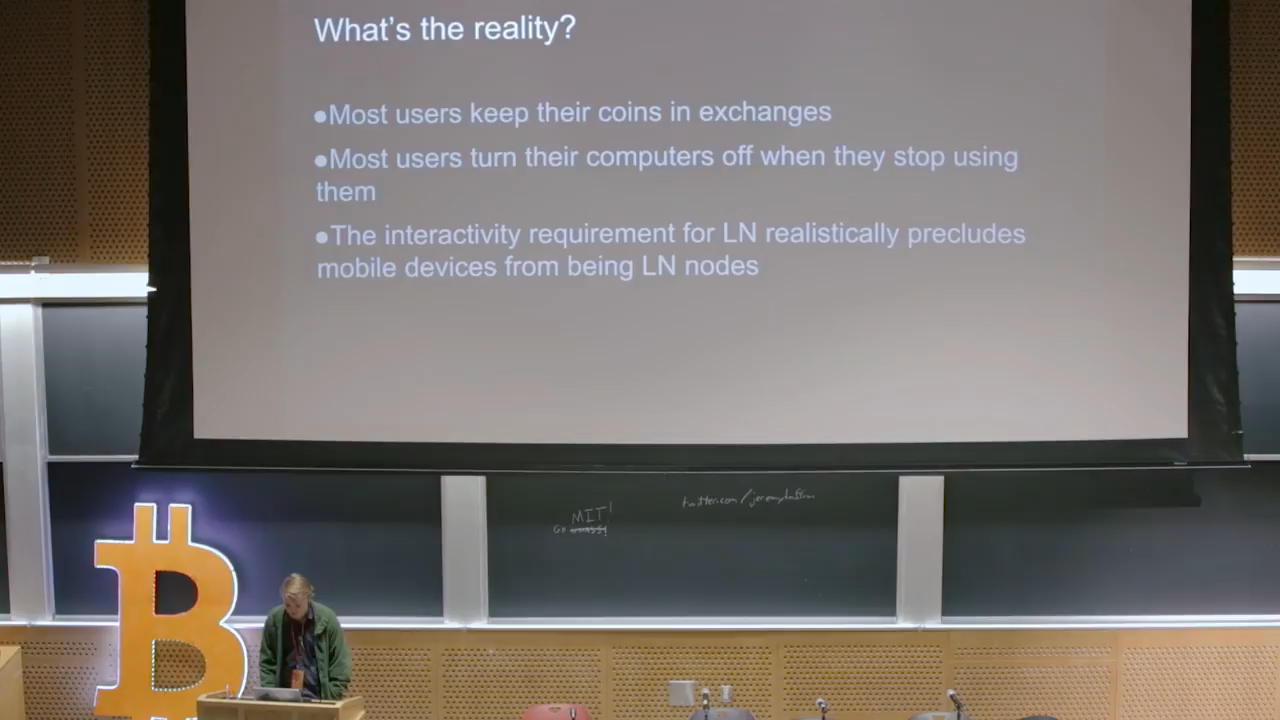 What's the reality?
●Most users keep their coins in exchanges
●Most users turn their computers off when they stop using
them
●The interactivity requirement for LN realistically precludes
mobile devices from being LN nodes
MIT!
Go